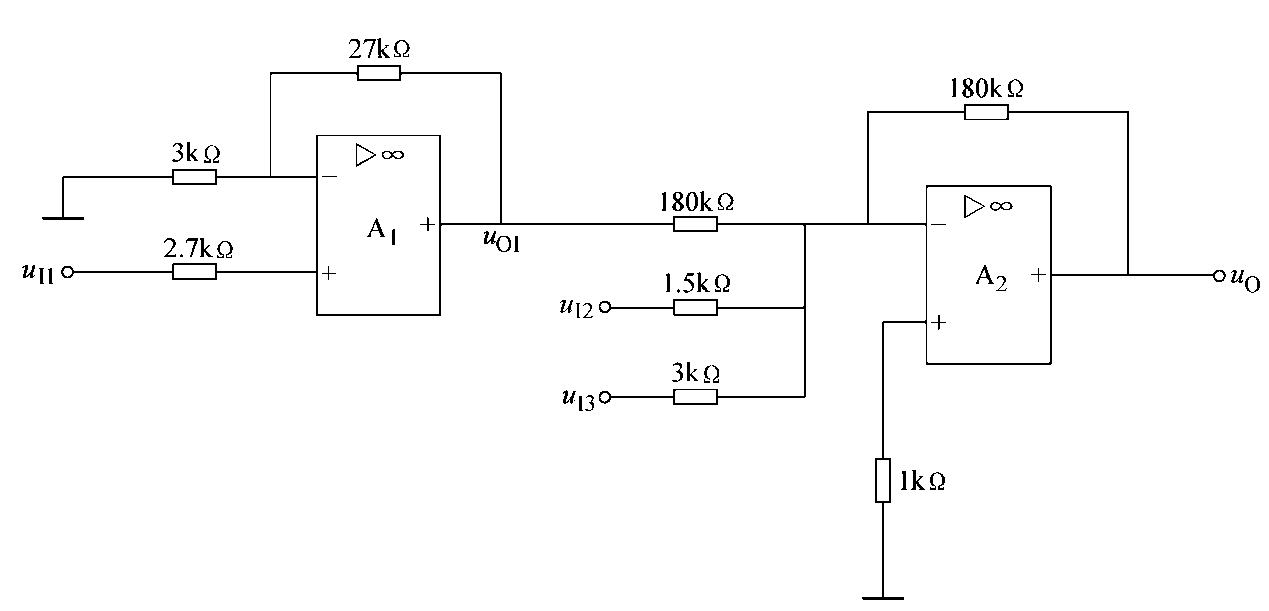 27kΩ
180kΩ
3kΩ
▷∞
−
A1
+
uO1
2.7kΩ
uI1
+
180kΩ
▷∞
−
A2
+
uO
1.5kΩ
uI2
+
3kΩ
uI3
1kΩ